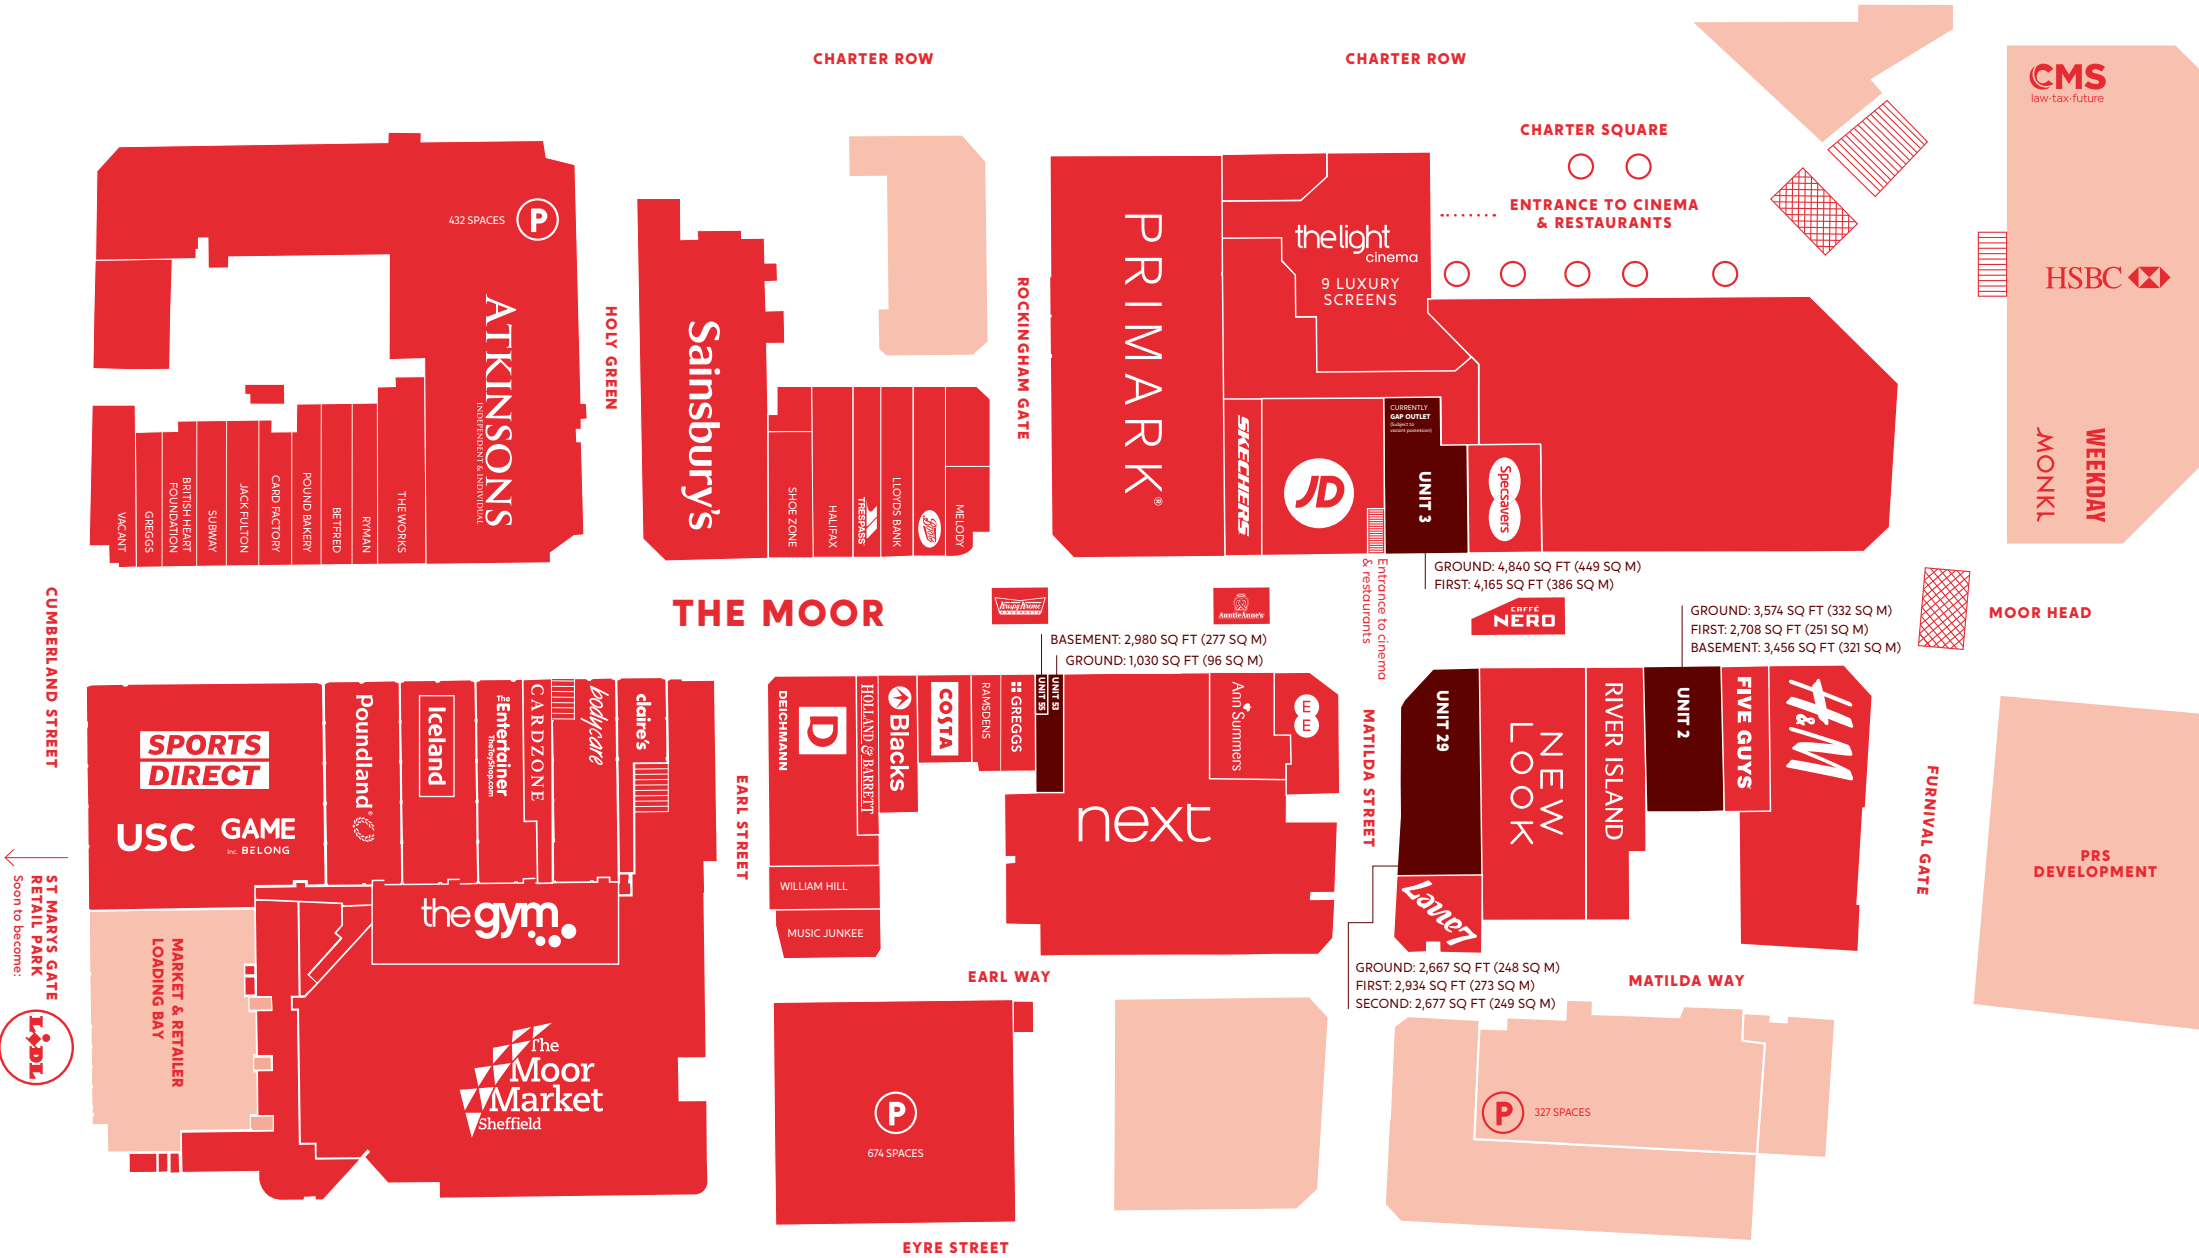 CHARTER ROW
CHARTER ROW
CMS
law·tax·future
CHARTER SQUARE
ENTRANCE TO CINEMA
& RESTAURANTS
432 SPACES
P
ATKINSONS
INDEPENDENT & INDIVIDUAL
HOLY GREEN
Sainsbury's
ROCKINGHAM GATE
PRIMARK®
thelight
cinema
9 LUXURY
SCREENS
HSBC
MONKI
WEEKDAY
VACANT
GREGGS
BRITISH HEART
FOUNDATION
SUBWAY
JACK FULTON
CARD FACTORY
POUND BAKERY
BETFRED
RYMAN
THE WORKS
SHOE ZONE
HALIFAX
TRESPASS
LLOYDS BANK
Boots
MELODY
SKECHERS
JD
CURRENTLY
GAP OUTLET
(Subject to
vacant possession)
UNIT 3
Specsavers
GROUND: 4,840 SQ FT (449 SQ M)
FIRST: 4,165 SQ FT (386 SQ M)
Entrance to cinema
& restaurants
CUMBERLAND STREET
THE MOOR
Krispy Kreme
DOUGHNUTS
AuntieAnne's
CAFFÈ
NERO
MOOR HEAD
BASEMENT: 2,980 SQ FT (277 SQ M)
GROUND: 1,030 SQ FT (96 SQ M)
GROUND: 3,574 SQ FT (332 SQ M)
FIRST: 2,708 SQ FT (251 SQ M)
BASEMENT: 3,456 SQ FT (321 SQ M)
SPORTS
DIRECT
USC
GAME
Inc. BELONG
Poundland®
Iceland
The
Entertainer
TheToyShop.com
CARDZONE
bodycare
claire's
EARL STREET
DEICHMANN
D
HOLLAND & BARRETT
Blacks
COSTA
RAMSDENS
GREGGS
UNIT 55
UNIT 53
next
Ann Summers
EE
MATILDA STREET
UNIT 29
NEW
LOOK
RIVER ISLAND
UNIT 2
FIVE GUYS
H&M
FURNIVAL GATE
PRS
DEVELOPMENT
WILLIAM HILL
MUSIC JUNKEE
Lane7
ST MARYS GATE
RETAIL PARK
Soon to become:
LIDL
MARKET & RETAILER
LOADING BAY
thegym
EARL WAY
GROUND: 2,667 SQ FT (248 SQ M)
FIRST: 2,934 SQ FT (273 SQ M)
SECOND: 2,677 SQ FT (249 SQ M)
MATILDA WAY
The
Moor
Market
Sheffield
P
674 SPACES
P
327 SPACES
EYRE STREET